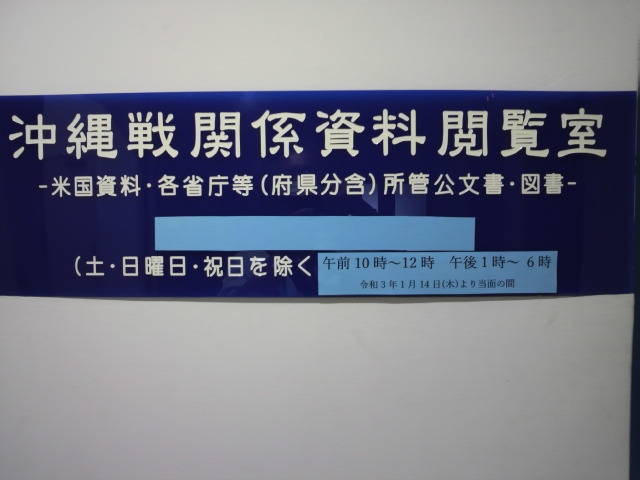 沖縄戦関係資料閲覧室
-米国資料・各省庁等(府県分含)所管公文書・図書-
(土・日曜日・祝日を除く
午前10時～12時 午後1時～6時
令和3年1月14日(木)より当面の間